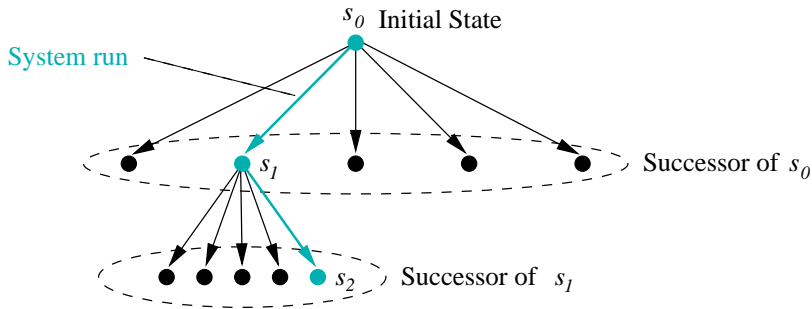 s0 Initial State
System run
s1
Successor of s0
s2
Successor of s1